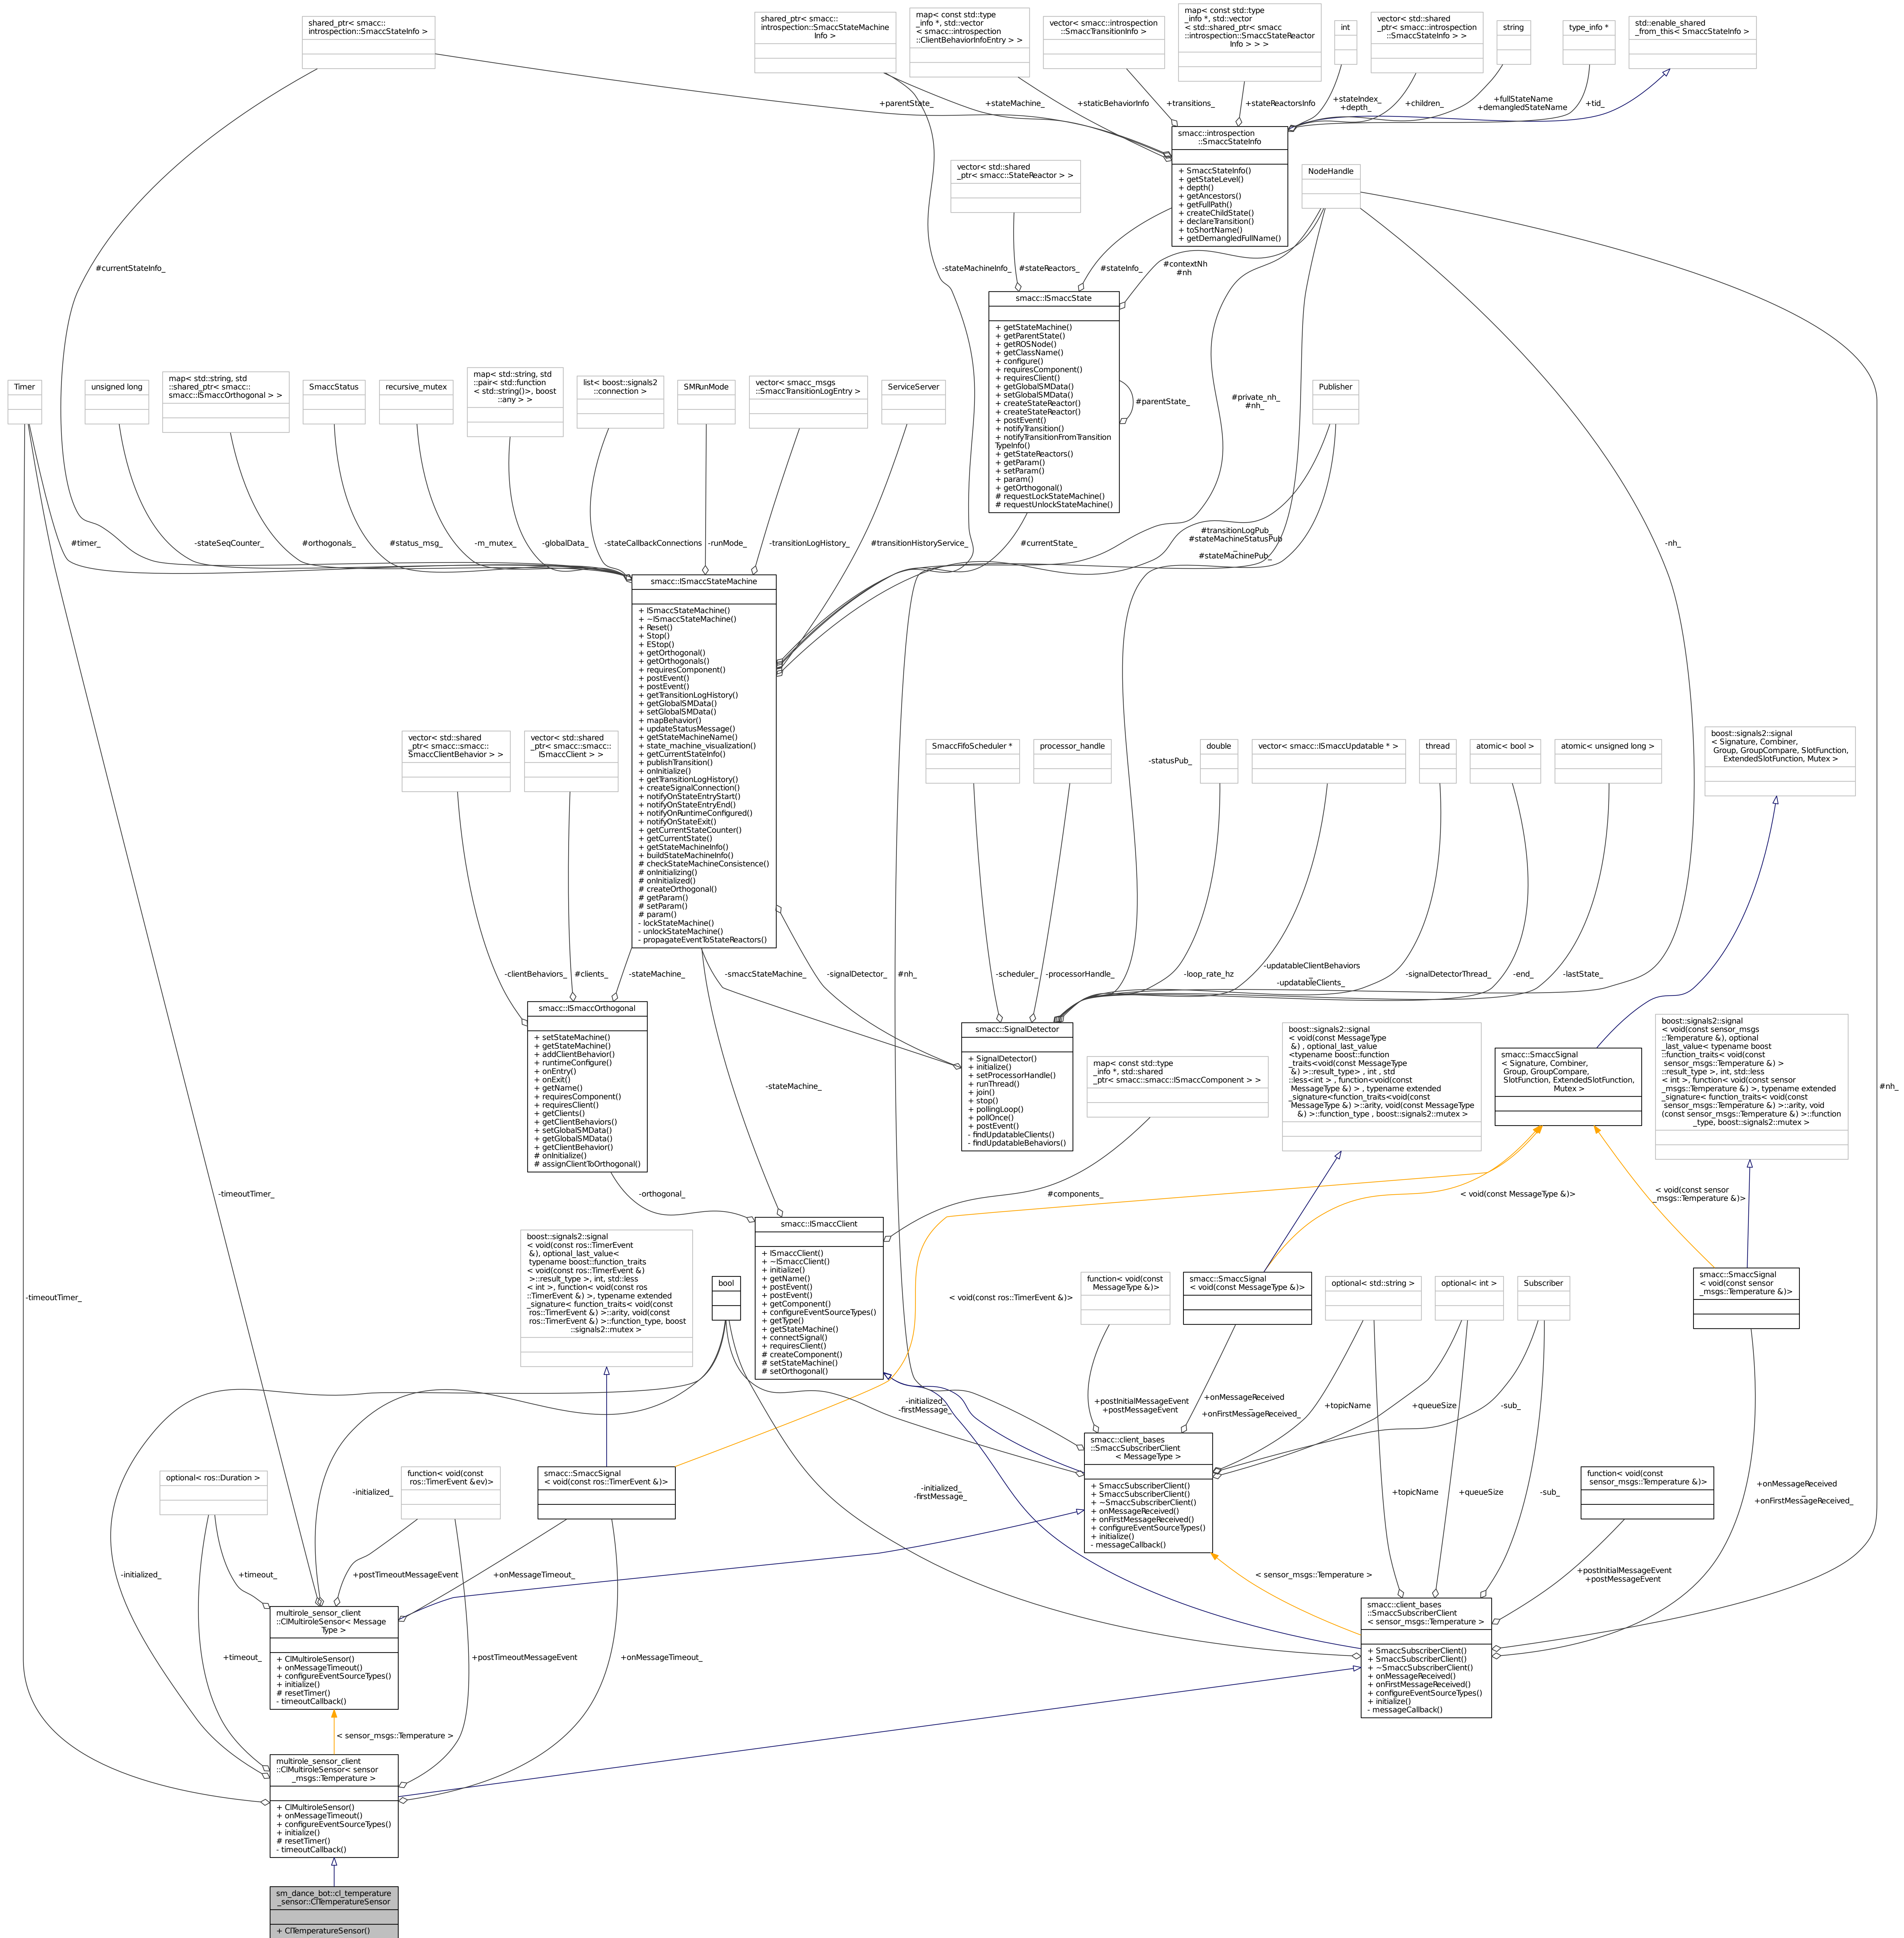 shared_ptr< smacc::
introspection::SmaccStateInfo >
shared_ptr< smacc::
introspection::SmaccStateMachine
Info >
map< const std::type
_info *, std::vector
< smacc::introspection
::ClientBehaviorInfoEntry > >
vector< smacc::introspection
::SmaccTransitionInfo >
map< const std::type
_info *, std::vector
< std::shared_ptr< smacc
::introspection::SmaccStateReactor
Info > > >
int
vector< std::shared
_ptr< smacc::introspection
::SmaccStateInfo > >
string
type_info *
std::enable_shared
_from_this< SmaccStateInfo >
+parentState_
+stateMachine_
+staticBehaviorInfo
+transitions_
+stateReactorsInfo
+stateIndex_
+depth_
+children_
+fullStateName
+demangledStateName
+tid_
smacc::introspection
::SmaccStateInfo
+ SmaccStateInfo()
+ getStateLevel()
+ depth()
+ getAncestors()
+ getFullPath()
+ createChildState()
+ declareTransition()
+ toShortName()
+ getDemangledFullName()
vector< std::shared
_ptr< smacc::StateReactor > >
NodeHandle
#currentStateInfo_
-stateMachineInfo_
#stateReactors_
#stateInfo_
#contextNh
#nh
smacc::ISmaccState
+ getStateMachine()
+ getParentState()
+ getROSNode()
+ getClassName()
+ configure()
+ requiresComponent()
+ requiresClient()
+ getGlobalSMData()
+ setGlobalSMData()
+ createStateReactor()
+ createStateReactor()
+ postEvent()
+ notifyTransition()
+ notifyTransitionFromTransition
TypeInfo()
+ getStateReactors()
+ getParam()
+ setParam()
+ param()
+ getOrthogonal()
# requestLockStateMachine()
# requestUnlockStateMachine()
#parentState_
#private_nh_
#nh_
Publisher
Timer
unsigned long
map< std::string, std
::shared_ptr< smacc::
smacc::ISmaccOrthogonal > >
SmaccStatus
recursive_mutex
map< std::string, std
::pair< std::function
< std::string()>, boost
::any > >
list< boost::signals2
::connection >
SMRunMode
vector< smacc_msgs
::SmaccTransitionLogEntry >
ServiceServer
#timer_
-stateSeqCounter_
#orthogonals_
#status_msg_
-m_mutex_
-globalData_
-stateCallbackConnections
-runMode_
-transitionLogHistory_
#transitionHistoryService_
#currentState_
#transitionLogPub_
#stateMachineStatusPub
_
#stateMachinePub_
-nh_
smacc::ISmaccStateMachine
+ ISmaccStateMachine()
+ ~ISmaccStateMachine()
+ Reset()
+ Stop()
+ EStop()
+ getOrthogonal()
+ getOrthogonals()
+ requiresComponent()
+ postEvent()
+ postEvent()
+ getTransitionLogHistory()
+ getGlobalSMData()
+ setGlobalSMData()
+ mapBehavior()
+ updateStatusMessage()
+ getStateMachineName()
+ state_machine_visualization()
+ getCurrentStateInfo()
+ publishTransition()
+ onInitialize()
+ getTransitionLogHistory()
+ createSignalConnection()
+ notifyOnStateEntryStart()
+ notifyOnStateEntryEnd()
+ notifyOnRuntimeConfigured()
+ notifyOnStateExit()
+ getCurrentStateCounter()
+ getCurrentState()
+ getStateMachineInfo()
+ buildStateMachineInfo()
# checkStateMachineConsistence()
# onInitializing()
# onInitialized()
# createOrthogonal()
# getParam()
# setParam()
# param()
- lockStateMachine()
- unlockStateMachine()
- propagateEventToStateReactors()
vector< std::shared
_ptr< smacc::smacc::
SmaccClientBehavior > >
vector< std::shared
_ptr< smacc::smacc::
ISmaccClient > >
SmaccFifoScheduler *
processor_handle
-statusPub_
double
vector< smacc::ISmaccUpdatable * >
thread
atomic< bool >
atomic< unsigned long >
boost::signals2::signal
< Signature, Combiner,
Group, GroupCompare, SlotFunction,
ExtendedSlotFunction, Mutex >
-clientBehaviors_
#clients_
-stateMachine_
-smaccStateMachine_
-signalDetector_
#nh_
-scheduler_
-processorHandle_
-loop_rate_hz
-updatableClientBehaviors
_
-updatableClients_
-signalDetectorThread_
-end_
-lastState_
smacc::ISmaccOrthogonal
+ setStateMachine()
+ getStateMachine()
+ addClientBehavior()
+ runtimeConfigure()
+ onEntry()
+ onExit()
+ getName()
+ requiresComponent()
+ requiresClient()
+ getClients()
+ getClientBehaviors()
+ setGlobalSMData()
+ getGlobalSMData()
+ getClientBehavior()
# onInitialize()
# assignClientToOrthogonal()
smacc::SignalDetector
+ SignalDetector()
+ initialize()
+ setProcessorHandle()
+ runThread()
+ join()
+ stop()
+ pollingLoop()
+ pollOnce()
+ postEvent()
- findUpdatableClients()
- findUpdatableBehaviors()
-stateMachine_
map< const std::type
_info *, std::shared
_ptr< smacc::smacc::ISmaccComponent > >
boost::signals2::signal
< void(const MessageType
&) , optional_last_value
<typename boost::function
_traits<void(const MessageType
&) >::result_type> , int , std
::less<int > , function<void(const
MessageType &) > , typename extended
_signature<function_traits<void(const
MessageType &) >::arity, void(const MessageType
&) >::function_type , boost::signals2::mutex >
smacc::SmaccSignal
< Signature, Combiner,
Group, GroupCompare,
SlotFunction, ExtendedSlotFunction,
Mutex >
boost::signals2::signal
< void(const sensor_msgs
::Temperature &), optional
_last_value< typename boost
::function_traits< void(const
sensor_msgs::Temperature &) >
::result_type >, int, std::less
< int >, function< void(const sensor
_msgs::Temperature &) >, typename extended
_signature< function_traits< void(const
sensor_msgs::Temperature &) >::arity, void
(const sensor_msgs::Temperature &) >::function
_type, boost::signals2::mutex >
#nh_
-timeoutTimer_
-orthogonal_
#components_
< void(const MessageType &)>
< void(const sensor
_msgs::Temperature &)>
smacc::ISmaccClient
+ ISmaccClient()
+ ~ISmaccClient()
+ initialize()
+ getName()
+ postEvent()
+ postEvent()
+ getComponent()
+ configureEventSourceTypes()
+ getType()
+ getStateMachine()
+ connectSignal()
+ requiresClient()
# createComponent()
# setStateMachine()
# setOrthogonal()
boost::signals2::signal
< void(const ros::TimerEvent
&), optional_last_value<
typename boost::function_traits
< void(const ros::TimerEvent &)
>::result_type >, int, std::less
< int >, function< void(const ros
::TimerEvent &) >, typename extended
_signature< function_traits< void(const
ros::TimerEvent &) >::arity, void(const
ros::TimerEvent &) >::function_type, boost
::signals2::mutex >
bool
-timeoutTimer_
< void(const ros::TimerEvent &)>
function< void(const
MessageType &)>
smacc::SmaccSignal
< void(const MessageType &)>
optional< std::string >
optional< int >
Subscriber
smacc::SmaccSignal
< void(const sensor
_msgs::Temperature &)>
-initialized_
-firstMessage_
+postInitialMessageEvent
+postMessageEvent
+onMessageReceived
_
+onFirstMessageReceived_
+topicName
+queueSize
-sub_
smacc::client_bases
::SmaccSubscriberClient
< MessageType >
+ SmaccSubscriberClient()
+ SmaccSubscriberClient()
+ ~SmaccSubscriberClient()
+ onMessageReceived()
+ onFirstMessageReceived()
+ configureEventSourceTypes()
+ initialize()
- messageCallback()
optional< ros::Duration >
-initialized_
function< void(const
ros::TimerEvent &ev)>
smacc::SmaccSignal
< void(const ros::TimerEvent &)>
-initialized_
-firstMessage_
+topicName
+queueSize
-sub_
function< void(const
sensor_msgs::Temperature &)>
+onMessageReceived
_
+onFirstMessageReceived_
-initialized_
+timeout_
+postTimeoutMessageEvent
+onMessageTimeout_
< sensor_msgs::Temperature >
+postInitialMessageEvent
+postMessageEvent
multirole_sensor_client
::ClMultiroleSensor< Message
Type >
+ ClMultiroleSensor()
+ onMessageTimeout()
+ configureEventSourceTypes()
+ initialize()
# resetTimer()
- timeoutCallback()
smacc::client_bases
::SmaccSubscriberClient
< sensor_msgs::Temperature >
+ SmaccSubscriberClient()
+ SmaccSubscriberClient()
+ ~SmaccSubscriberClient()
+ onMessageReceived()
+ onFirstMessageReceived()
+ configureEventSourceTypes()
+ initialize()
- messageCallback()
+timeout_
+postTimeoutMessageEvent
+onMessageTimeout_
< sensor_msgs::Temperature >
multirole_sensor_client
::ClMultiroleSensor< sensor
_msgs::Temperature >
+ ClMultiroleSensor()
+ onMessageTimeout()
+ configureEventSourceTypes()
+ initialize()
# resetTimer()
- timeoutCallback()
sm_dance_bot::cl_temperature
_sensor::ClTemperatureSensor
+ ClTemperatureSensor()